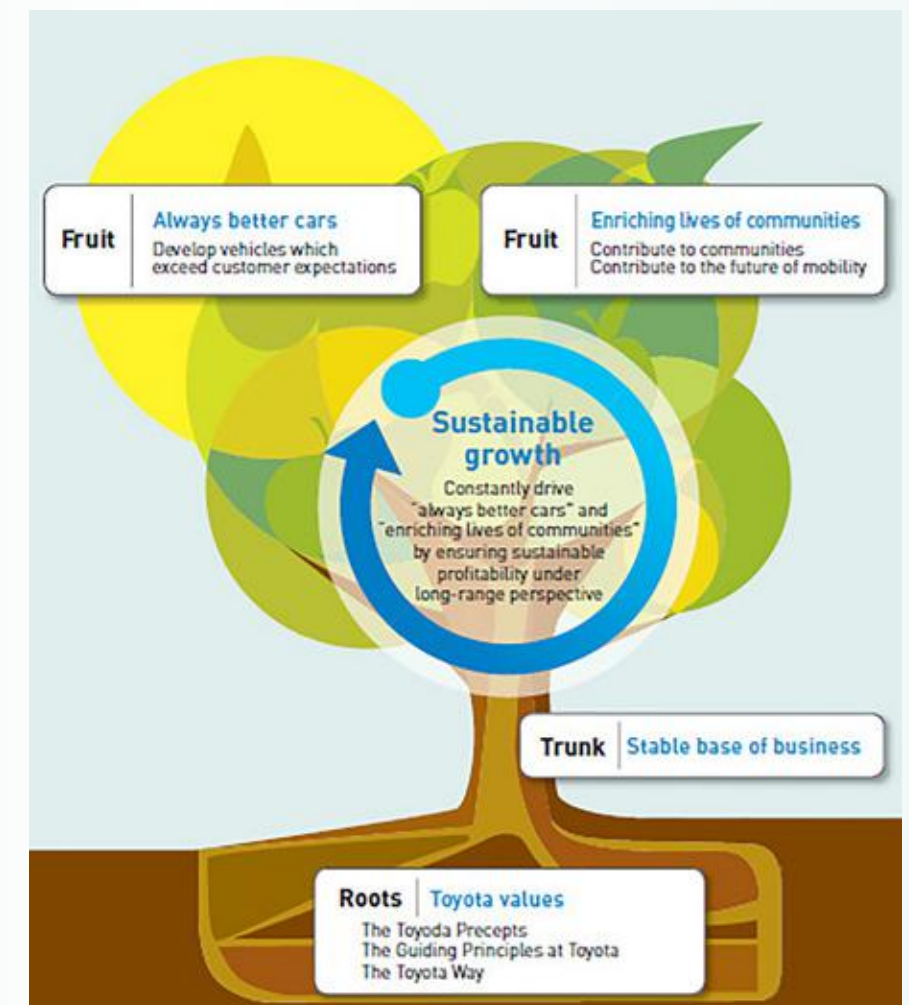 Fruit
Always better cars
Develop vehicles which
exceed customer expectations
Fruit
Enriching lives of communities
Contribute to communities
Contribute to the future of mobility
Sustainable
growth
Constantly drive
"always better cars" and
"enriching lives of communities"
by ensuring sustainable
profitability under
long-range perspective
Trunk
Stable base of business
Roots
Toyota values
The Toyoda Precepts
The Guiding Principles at Toyota
The Toyota Way